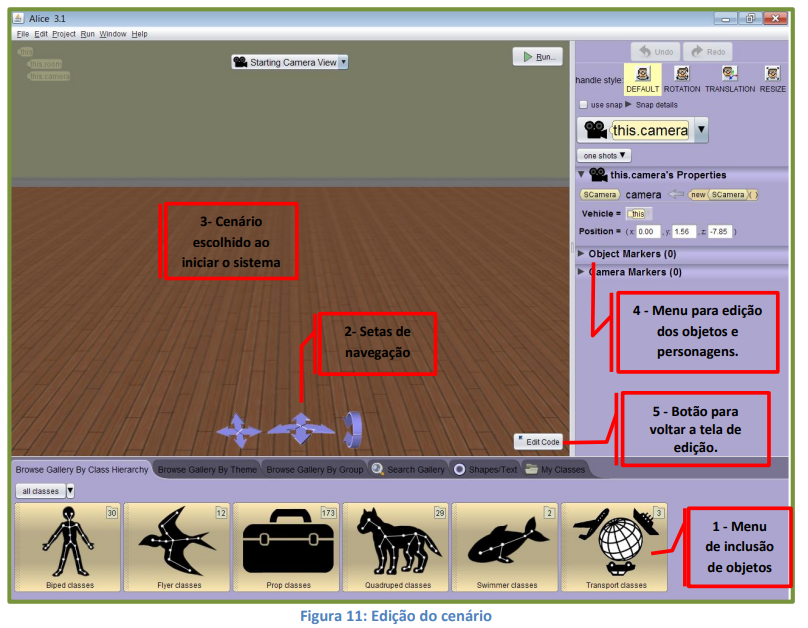 Alice 3.1
File Edit Project Run Window Help
this
this.room
this.camera
Starting Camera View
Run...
Undo Redo
handle style:
DEFAULT ROTATION TRANSLATION RESIZE
use snap Snap details
this.camera
one shots
this.camera's Properties
SCamera camera new SCamera ( )
Vehicle = this
Position = ( x: 0.00 , y: 1.56 , z: -7.85 )
Object Markers (0)
Camera Markers (0)
3- Cenário
escolhido ao
iniciar o sistema
2- Setas de
navegação
4 - Menu para edição
dos objetos e
personagens.
5 - Botão para
voltar a tela de
edição.
Edit Code
Browse Gallery By Class Hierarchy Browse Gallery By Theme Browse Gallery By Group Search Gallery Shapes/Text My Classes
all classes
30 12 173 29 2 3
Biped classes Flyer classes Prop classes Quadruped classes Swimmer classes Transport classes
1 - Menu
de inclusão
de objetos
Figura 11: Edição do cenário